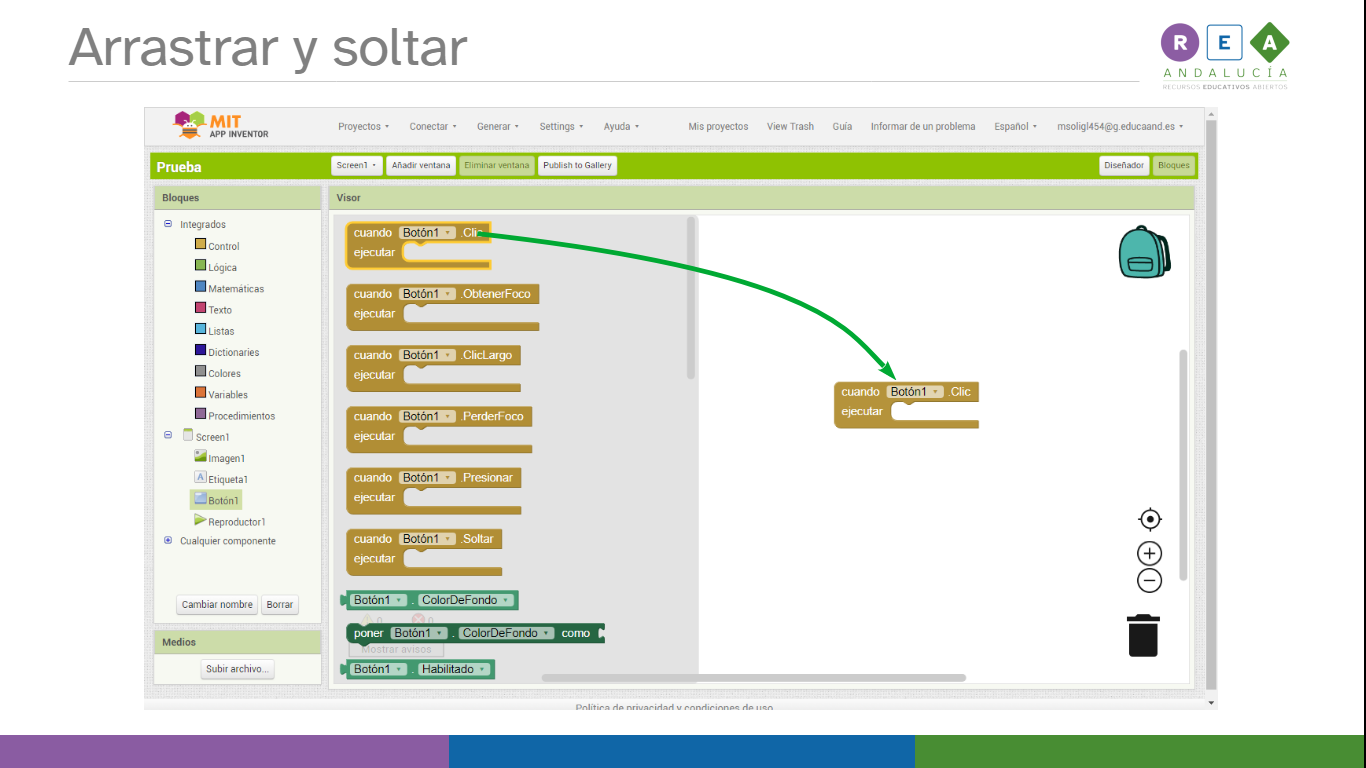 Arrastrar y soltar
R E A
ANDALUCÍA
RECURSOS EDUCATIVOS ABIERTOS
MIT
APP INVENTOR
Proyectos Conectar Generar Settings Ayuda Mis proyectos View Trash Guía Informar de un problema Español msoligl454@g.educaand.es
Prueba Screen1 Añadir ventana Eliminar ventana Publish to Gallery Diseñador Bloques
Bloques
Integrados
Control
Lógica
Matemáticas
Texto
Listas
Dictionaries
Colores
Variables
Procedimientos
Screen1
Imagen1
A Etiqueta1
Botón1
Reproductor1
Cualquier componente
Cambiar nombre Borrar
Medios
Subir archivo...
Visor
cuando Botón1 .Clic
ejecutar
cuando Botón1 .ObtenerFoco
ejecutar
cuando Botón1 .ClicLargo
ejecutar
cuando Botón1 .PerderFoco
ejecutar
cuando Botón1 .Presionar
ejecutar
cuando Botón1 .Soltar
ejecutar
Botón1 . ColorDeFondo
0 0
poner Botón1 . ColorDeFondo como
Mostrar avisos
Botón1 . Habilitado
cuando Botón1 .Clic
ejecutar
Política de privacidad y condiciones de uso